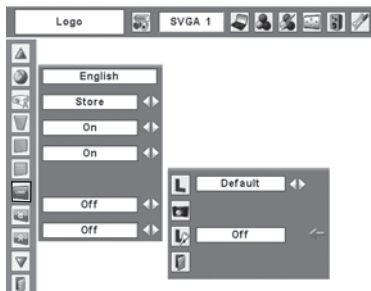 Logo
SVGA 1
English
Store
On
On
Off
Off
Default
Off